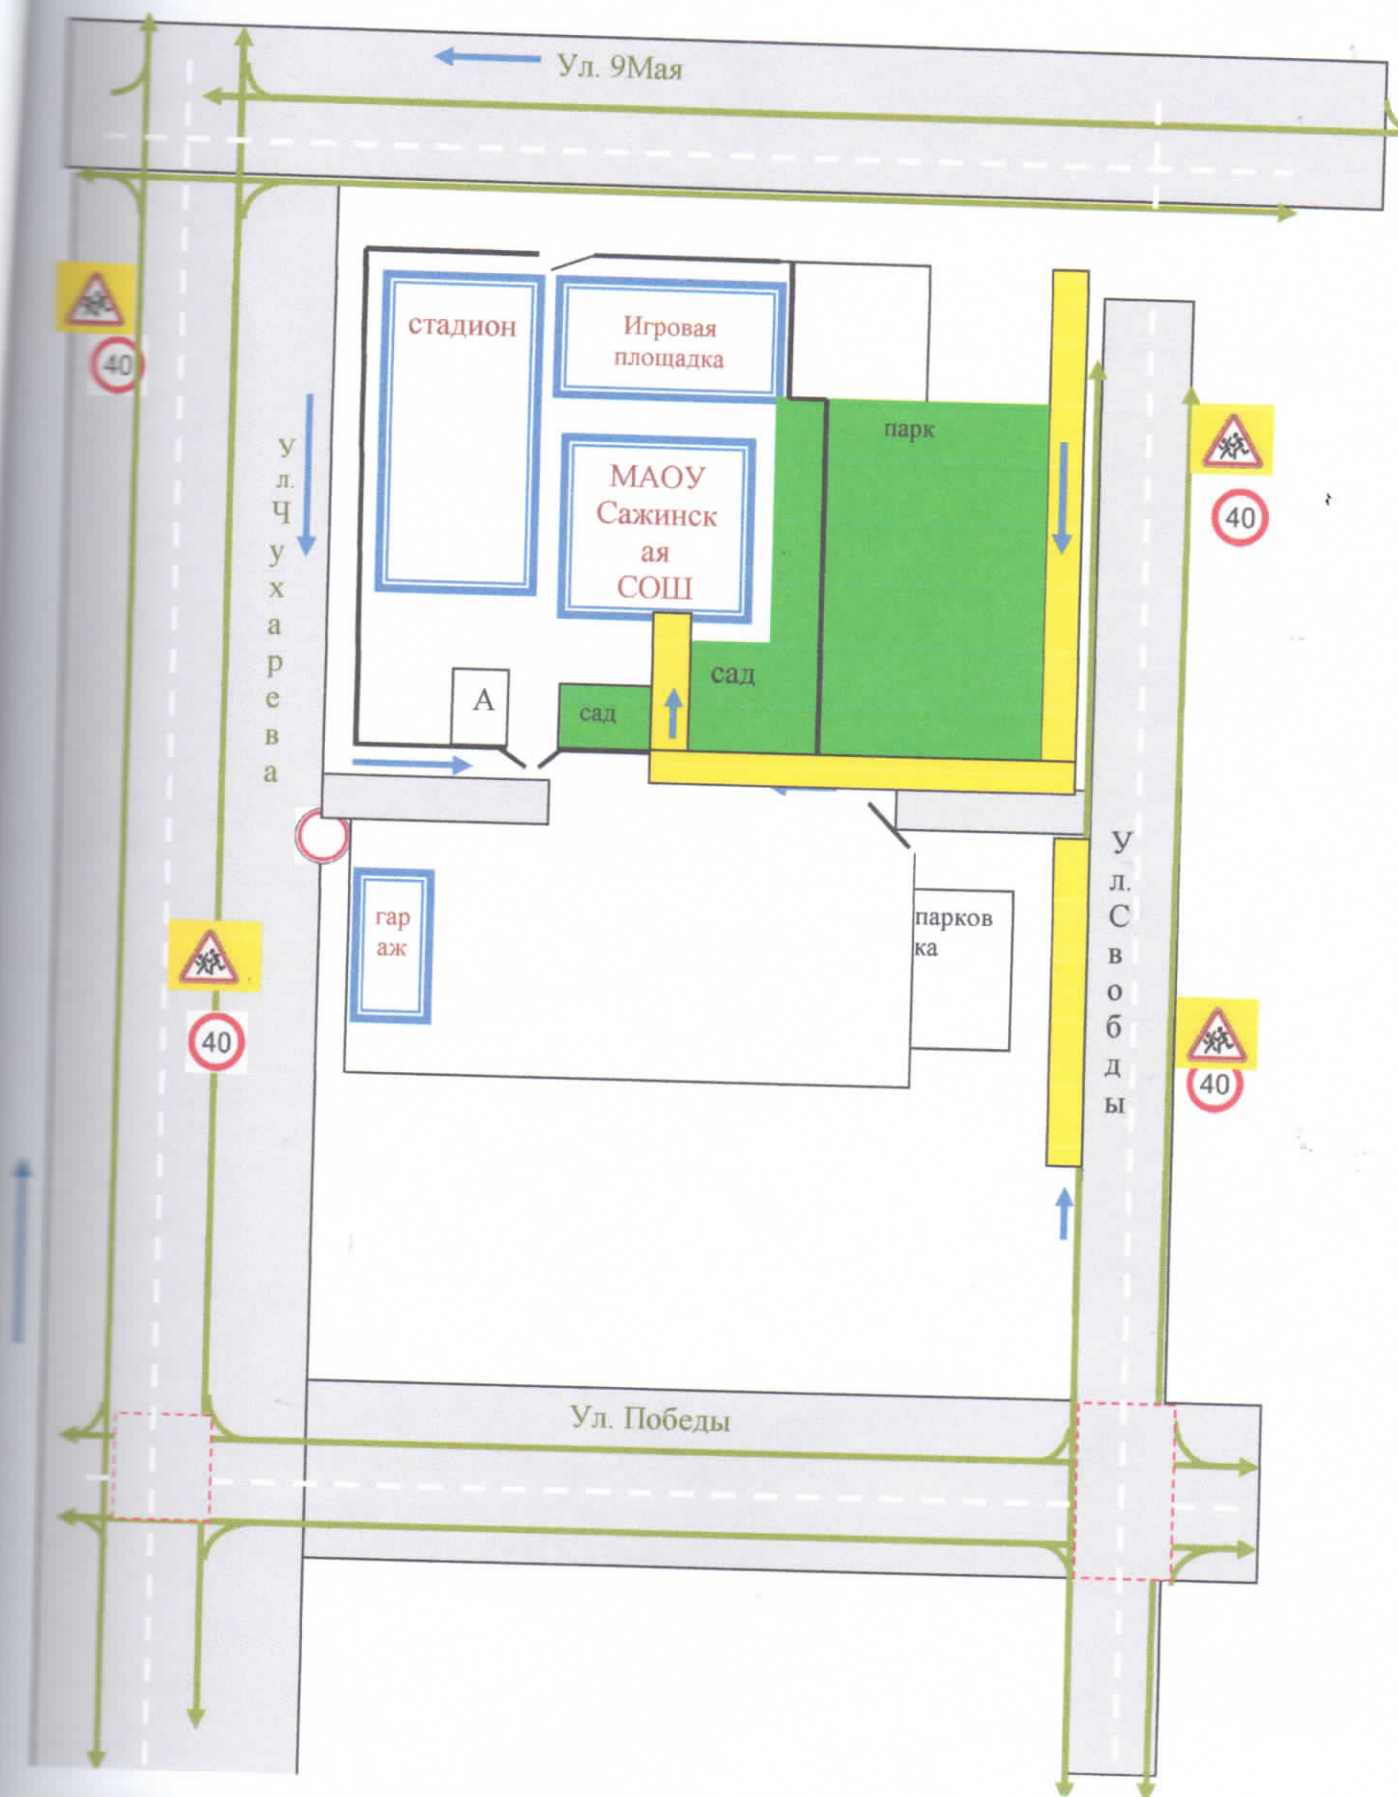 Ул. 9Мая
стадион
Игровая
площадка
40
У
л.
Ч
у
х
а
р
е
в
а
парк
МАОУ
Сажинск
ая
СОШ
40
сад
А
сад
У
л.
С
в
о
б
д
ы
гар
аж
парков
ка
40
40
Ул. Победы